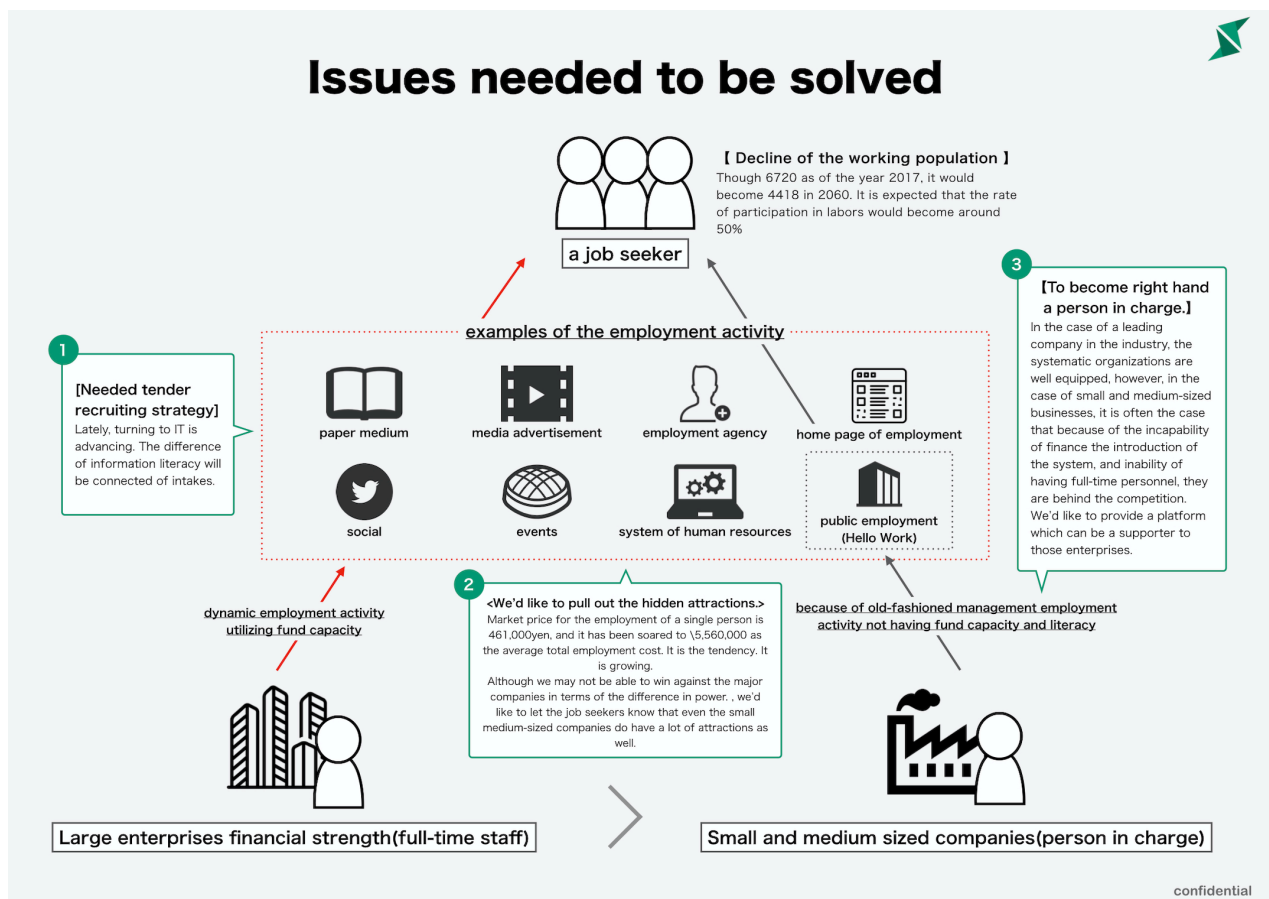 Issues needed to be solved
【 Decline of the working population 】
Though 6720 as of the year 2017, it would
become 4418 in 2060. It is expected that the rate
of participation in labors would become around
50%
a job seeker
examples of the employment activity
1
[Needed tender
recruiting strategy]
Lately, turning to IT is
advancing. The difference
of information literacy will
be connected of intakes.
paper medium
media advertisement
employment agency
home page of employment
social
events
system of human resources
public employment
(Hello Work)
3
【To become right hand
a person in charge.】
In the case of a leading
company in the industry, the
systematic organizations are
well equipped, however, in the
case of small and medium-sized
businesses, it is often the case
that because of the incapability
of finance the introduction of
the system, and inability of
having full-time personnel, they
are behind the competition.
We'd like to provide a platform
which can be a supporter to
those enterprises.
dynamic employment activity
utilizing fund capacity
2
<We'd like to pull out the hidden attractions.>
Market price for the employment of a single person is
461,000yen, and it has been soared to \5,560,000 as
the average total employment cost. It is the tendency. It
is growing.
Although we may not be able to win against the major
companies in terms of the difference in power. , we'd
like to let the job seekers know that even the small
medium-sized companies do have a lot of attractions as
well.
because of old-fashioned management employment
activity not having fund capacity and literacy
Large enterprises financial strength(full-time staff)
Small and medium sized companies(person in charge)
confidential